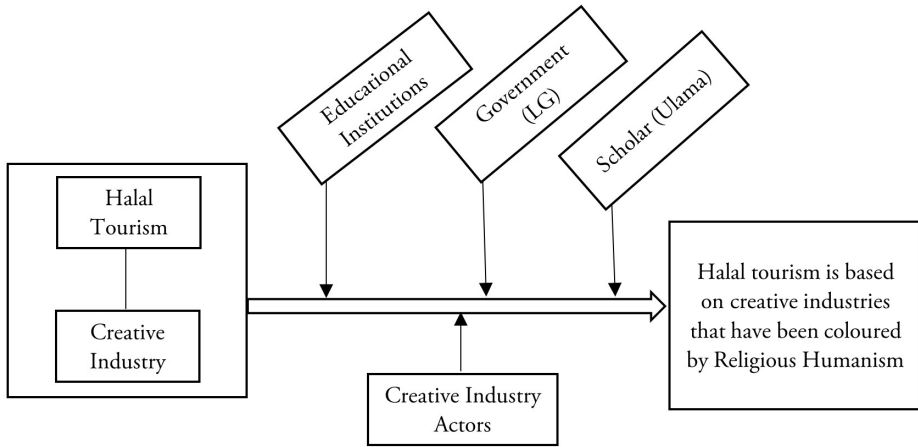 Educational
Institutions
Government
(LG)
Scholar (Ulama)
Halal
Tourism
Creative
Industry
Halal tourism is based
on creative industries
that have been coloured
by Religious Humanism
Creative Industry
Actors